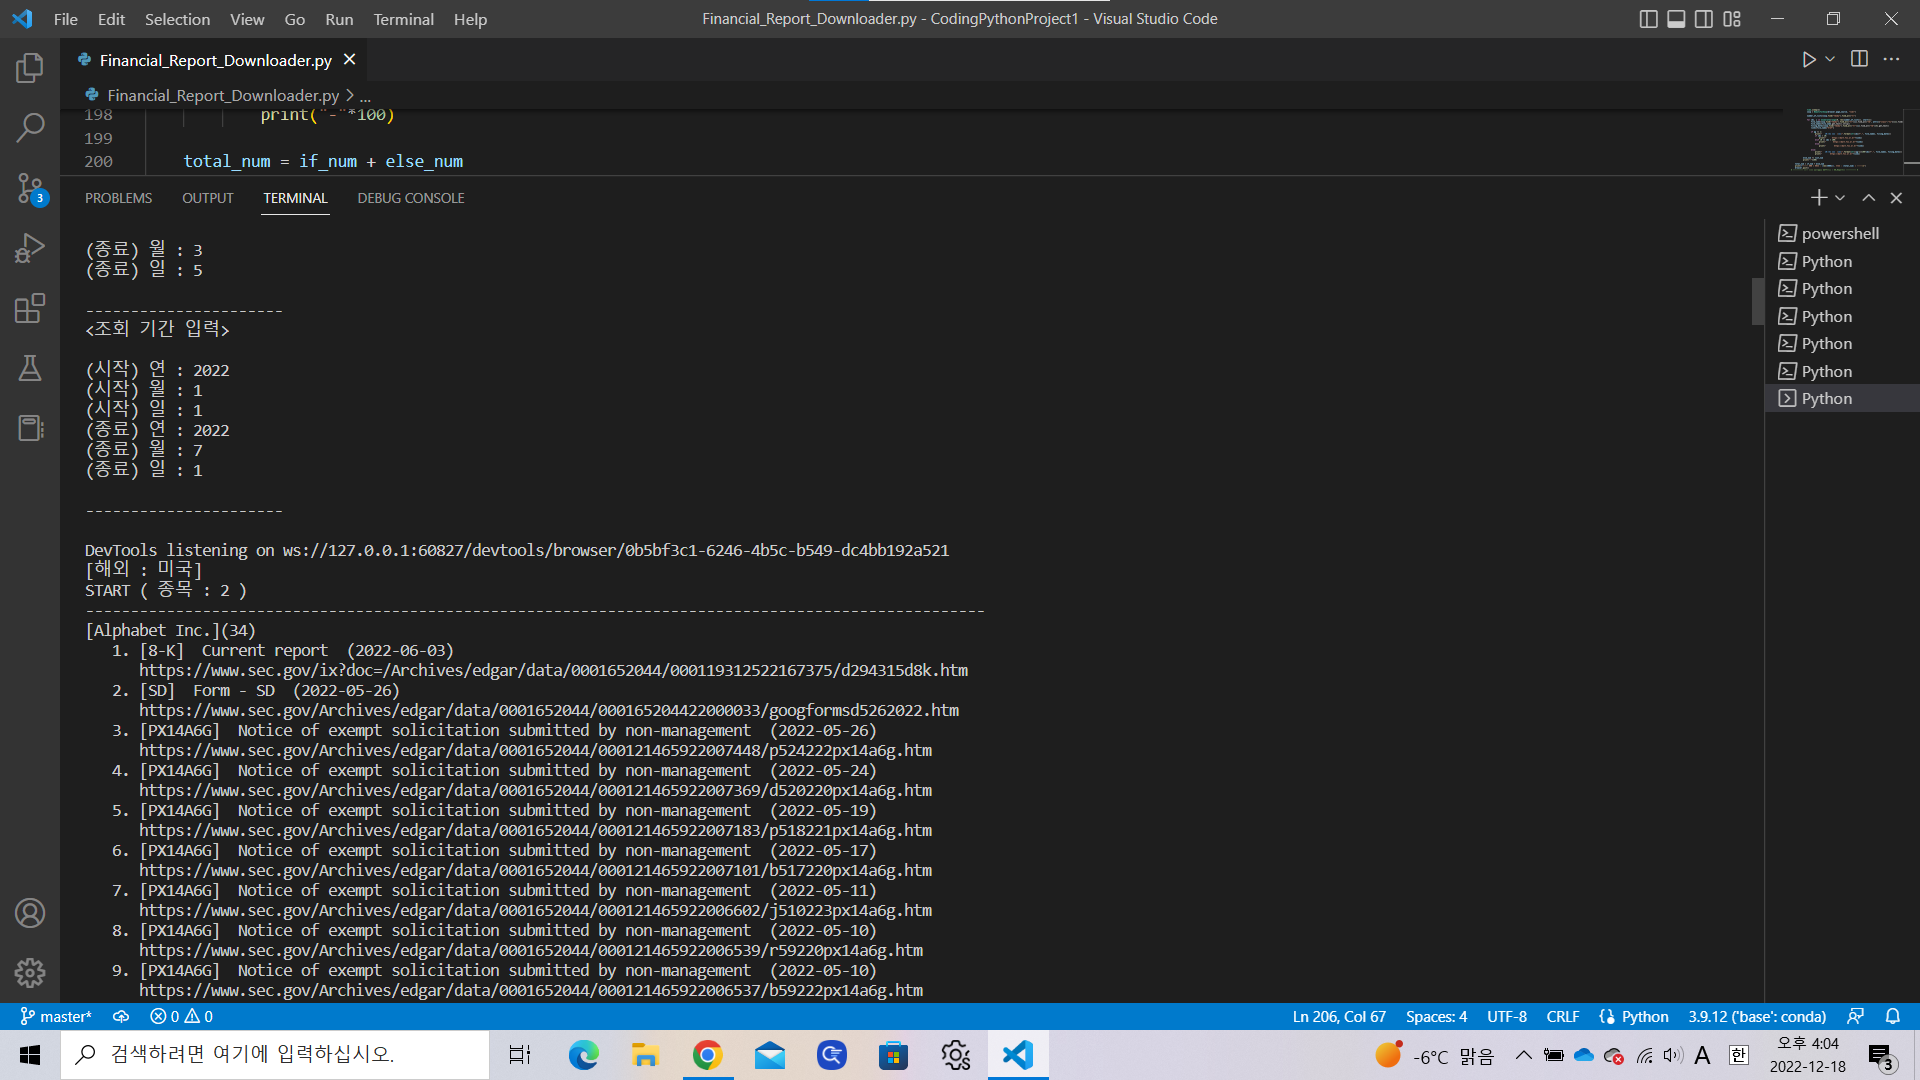 File Edit Selection View Go Run Terminal Help
Financial_Report_Downloader.py - CodingPythonProject1 - Visual Studio Code
Financial_Report_Downloader.py
Financial_Report_Downloader.py > ...
198 print("-"*100)
199
200 total_num = if_num + else_num
PROBLEMS OUTPUT TERMINAL DEBUG CONSOLE
(종료) 월 : 3
(종료) 일 : 5
----------------------
<조회 기간 입력>
(시작) 연 : 2022
(시작) 월 : 1
(시작) 일 : 1
(종료) 연 : 2022
(종료) 월 : 7
(종료) 일 : 1
----------------------
DevTools listening on ws://127.0.0.1:60827/devtools/browser/0b5bf3c1-6246-4b5c-b549-dc4bb192a521
[해외 : 미국]
START ( 종목 : 2 )
----------------------------------------------------------------------------------------------------
[Alphabet Inc.](34)
1. [8-K] Current report (2022-06-03)
https://www.sec.gov/ix?doc=/Archives/edgar/data/0001652044/000119312522167375/d294315d8k.htm
2. [SD] Form - SD (2022-05-26)
https://www.sec.gov/Archives/edgar/data/0001652044/000165204422000033/googformsd5262022.htm
3. [PX14A6G] Notice of exempt solicitation submitted by non-management (2022-05-26)
https://www.sec.gov/Archives/edgar/data/0001652044/000121465922007448/p524222px14a6g.htm
4. [PX14A6G] Notice of exempt solicitation submitted by non-management (2022-05-24)
https://www.sec.gov/Archives/edgar/data/0001652044/000121465922007369/d520220px14a6g.htm
5. [PX14A6G] Notice of exempt solicitation submitted by non-management (2022-05-19)
https://www.sec.gov/Archives/edgar/data/0001652044/000121465922007183/p518221px14a6g.htm
6. [PX14A6G] Notice of exempt solicitation submitted by non-management (2022-05-17)
https://www.sec.gov/Archives/edgar/data/0001652044/000121465922007101/b517220px14a6g.htm
7. [PX14A6G] Notice of exempt solicitation submitted by non-management (2022-05-11)
https://www.sec.gov/Archives/edgar/data/0001652044/000121465922006602/j510223px14a6g.htm
8. [PX14A6G] Notice of exempt solicitation submitted by non-management (2022-05-10)
https://www.sec.gov/Archives/edgar/data/0001652044/000121465922006539/r59220px14a6g.htm
9. [PX14A6G] Notice of exempt solicitation submitted by non-management (2022-05-10)
https://www.sec.gov/Archives/edgar/data/0001652044/000121465922006537/b59222px14a6g.htm
powershell
Python
Python
Python
Python
Python
Python
3
master* 0 0
Ln 206, Col 67 Spaces: 4 UTF-8 CRLF Python 3.9.12 ('base': conda)
검색하려면 여기에 입력하십시오.
-6°C 맑음
A 한
오후 4:04
2022-12-18
3